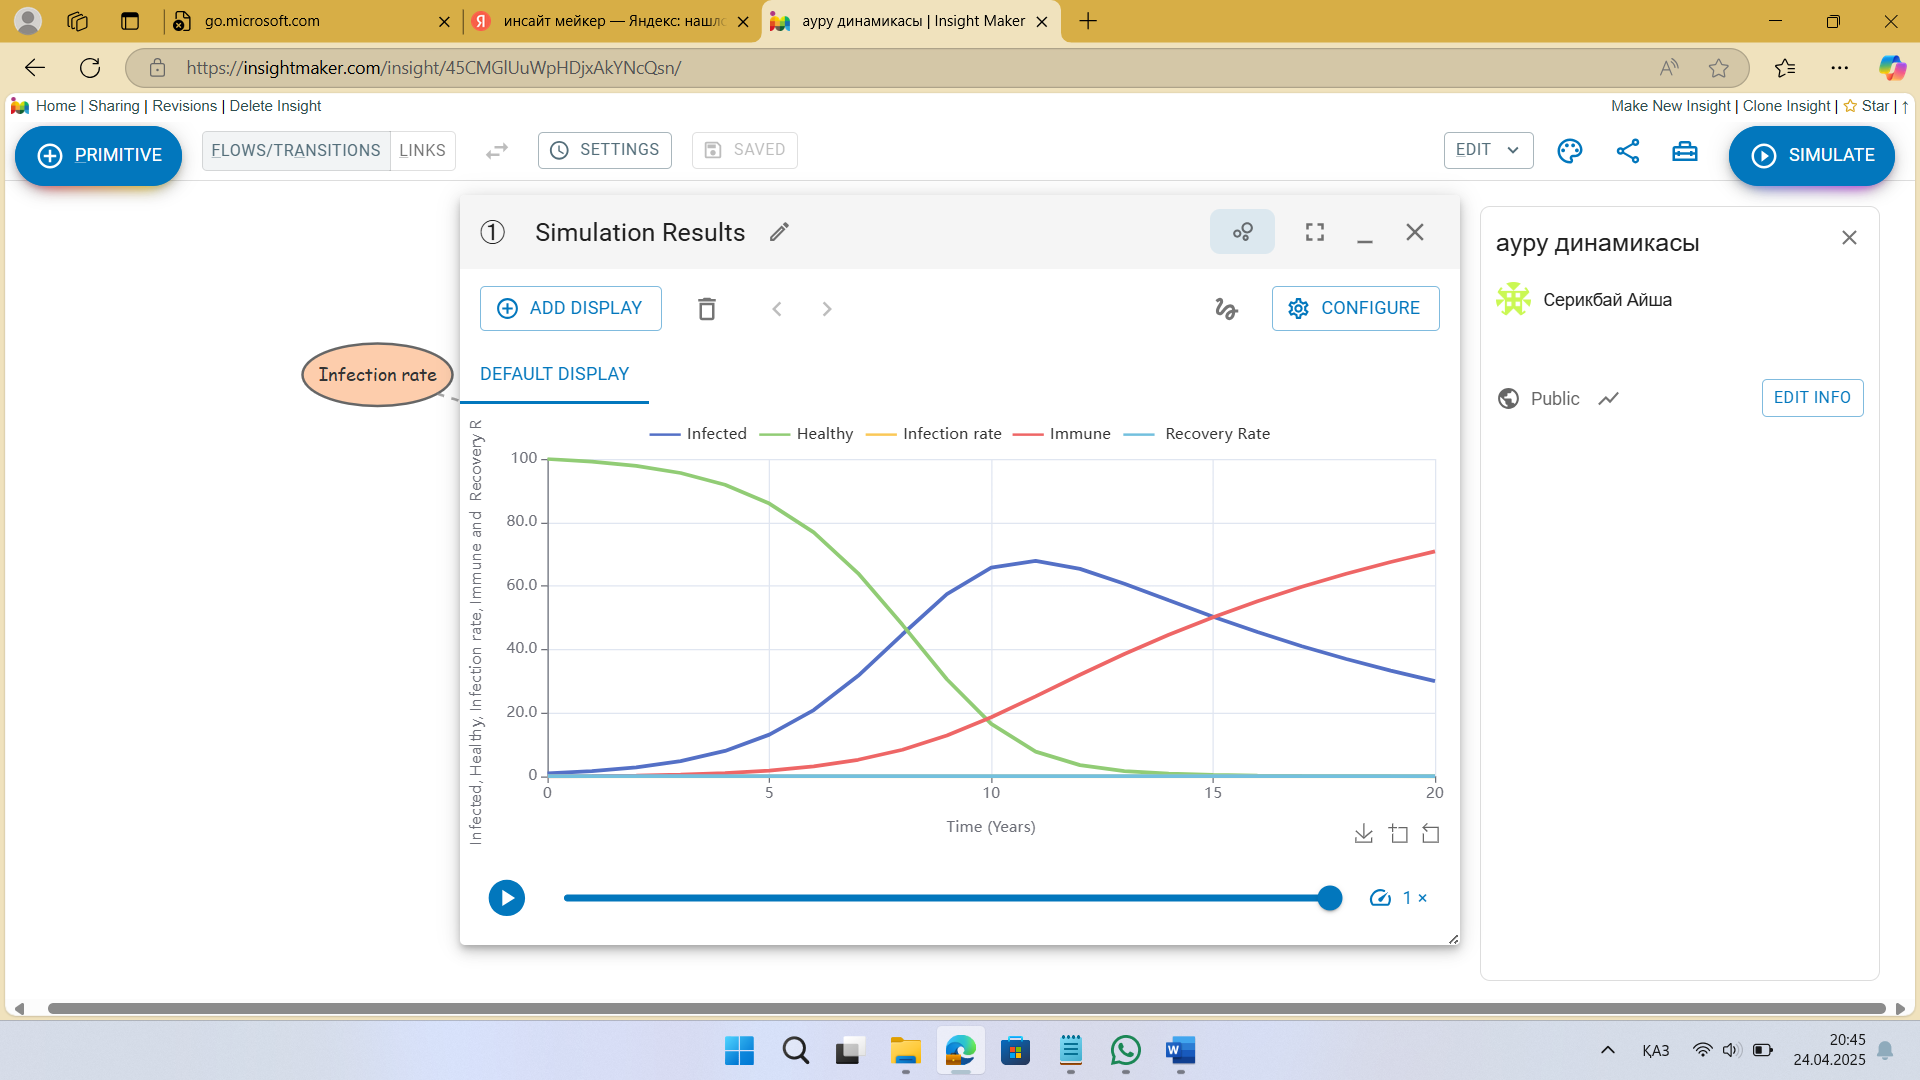 go.microsoft.com
инсайт мейкер — Яндекс: нашло
ауру динамикасы | Insight Maker
https://insightmaker.com/insight/45CMGlUuWpHDjxAkYNcQsn/
Home | Sharing | Revisions | Delete Insight
Make New Insight | Clone Insight | Star | ↑
PRIMITIVE
FLOWS/TRANSITIONS
LINKS
SETTINGS
SAVED
EDIT
SIMULATE
1
Simulation Results
ауру динамикасы
Серикбай Айша
Public
EDIT INFO
ADD DISPLAY
CONFIGURE
Infection rate
DEFAULT DISPLAY
Infected
Healthy
Infection rate
Immune
Recovery Rate
Infected, Healthy, Infection rate, Immune and Recovery R
100
80.0
60.0
40.0
20.0
0
0
5
10
15
20
Time (Years)
1 ×
ҚАЗ
20:45
24.04.2025